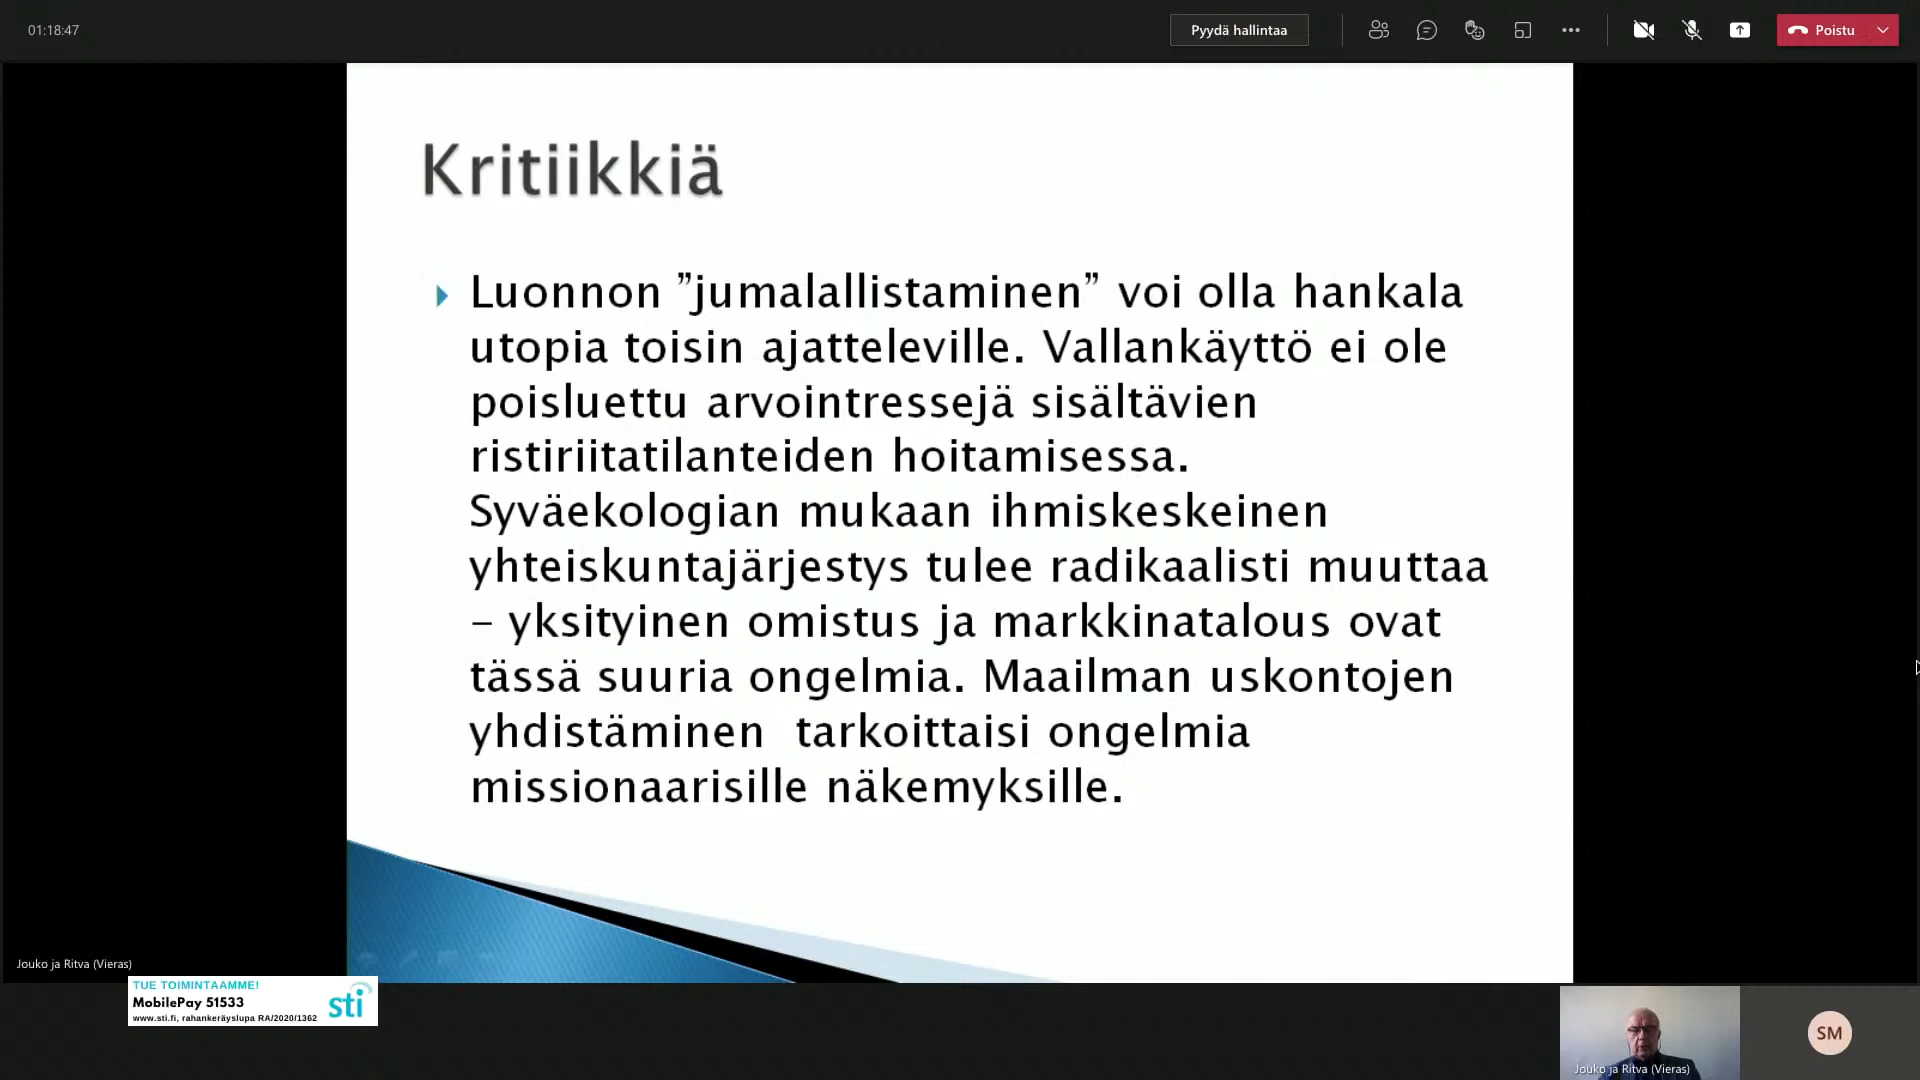 01:18:47
Pyydä hallintaa
Poistu
Kritiikkiä
Luonnon ”jumalallistaminen” voi olla hankala
utopia toisin ajatteleville. Vallankäyttö ei ole
poisluettu arvointressejä sisältävien
ristiriitatilanteiden hoitamisessa.
Syväekologian mukaan ihmiskeskeinen
yhteiskuntajärjestys tulee radikaalisti muuttaa
– yksityinen omistus ja markkinatalous ovat
tässä suuria ongelmia. Maailman uskontojen
yhdistäminen  tarkoittaisi ongelmia
missionaarisille näkemyksille.
Jouko ja Ritva (Vieras)
TUE TOIMINTAAMME!
MobilePay 51533
www.sti.fi, rahankeräyslupa RA/2020/1362
sti
Jouko ja Ritva (Vieras)
SM